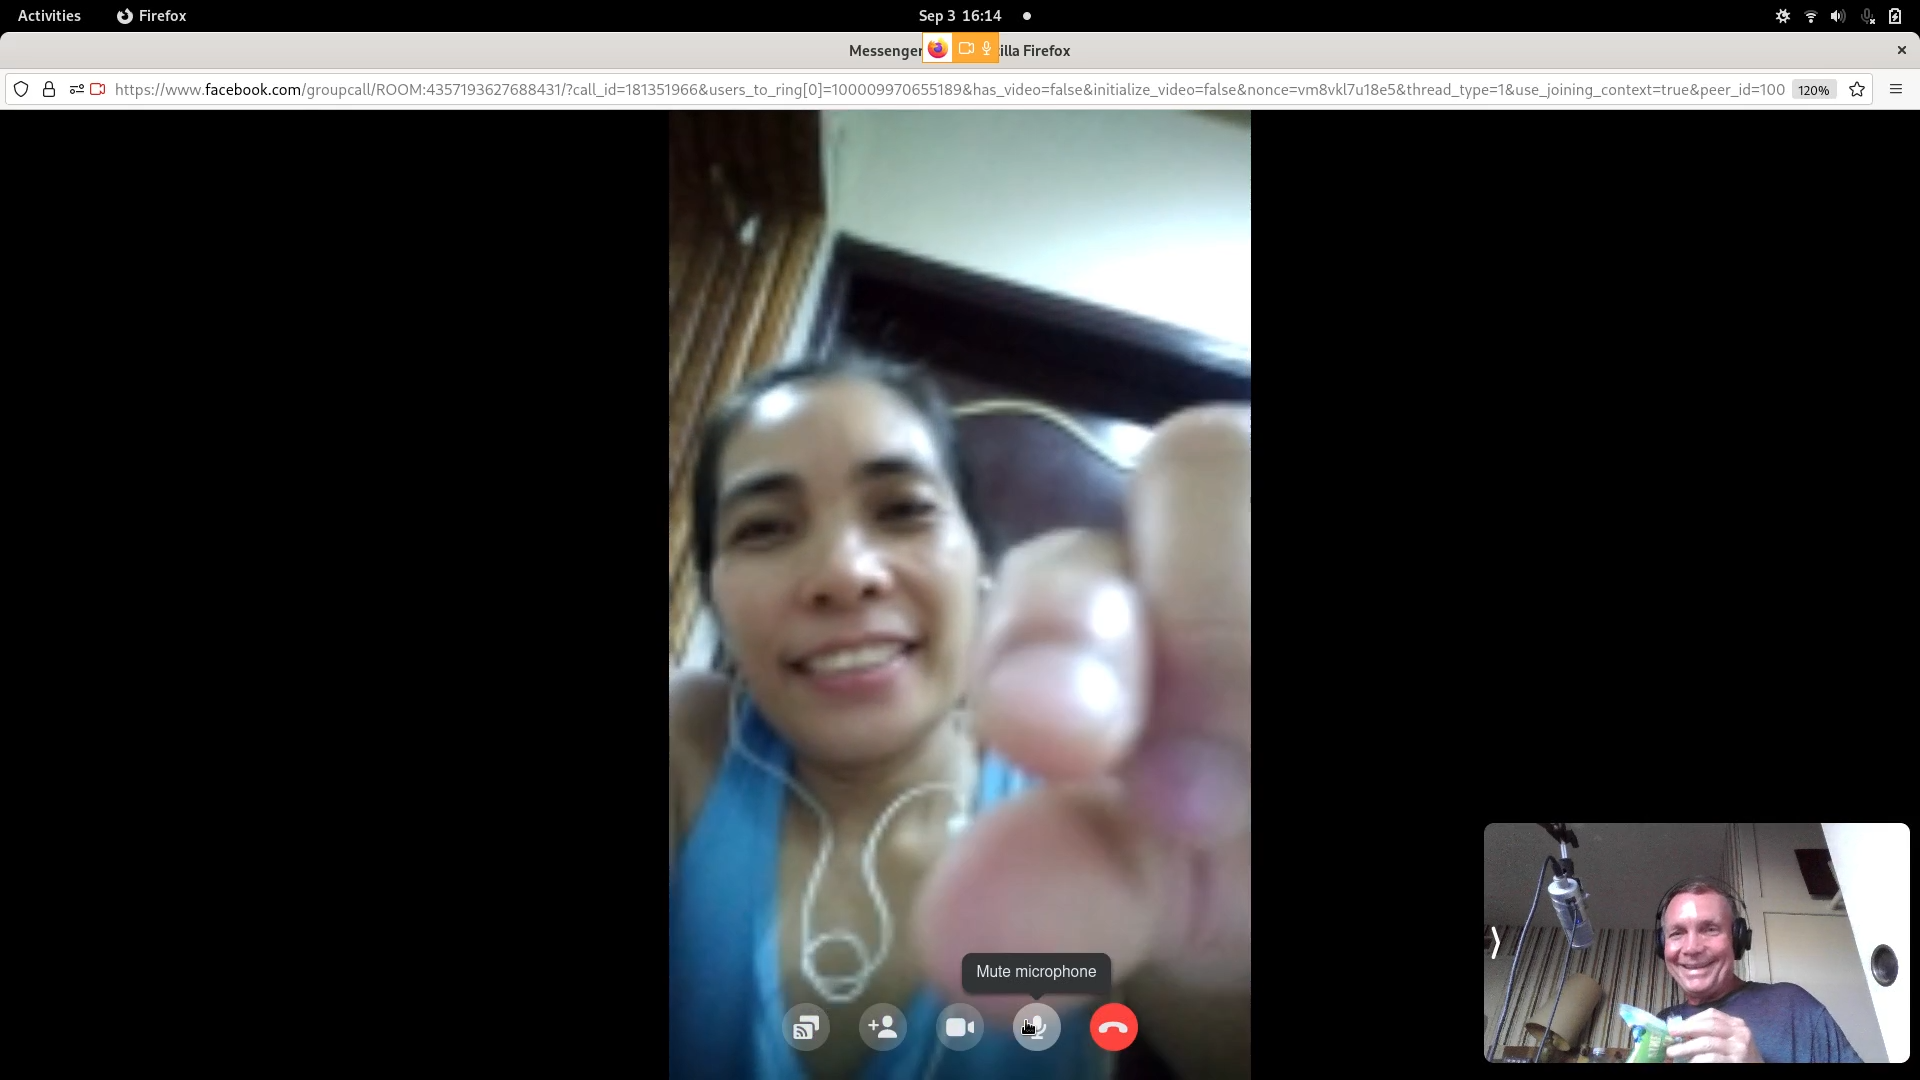 Activities Firefox Sep 3 16:14
Messenger illa Firefox
https://www.facebook.com/groupcall/ROOM:4357193627688431/?call_id=181351966&users_to_ring[0]=100009970655189&has_video=false&initialize_video=false&nonce=vm8vkl7u18e5&thread_type=1&use_joining_context=true&peer_id=100 120%
Mute microphone